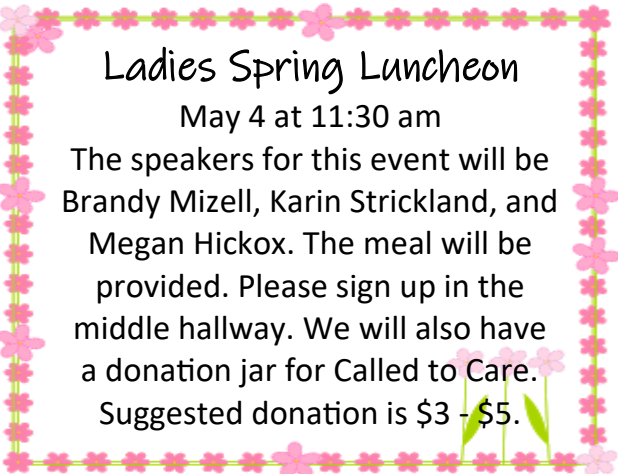 Ladies Spring Luncheon
May 4 at 11:30 am
The speakers for this event will be
Brandy Mizell, Karin Strickland, and
Megan Hickox. The meal will be
provided. Please sign up in the
middle hallway. We will also have
a donation jar for Called to Care.
Suggested donation is $3 - $5.